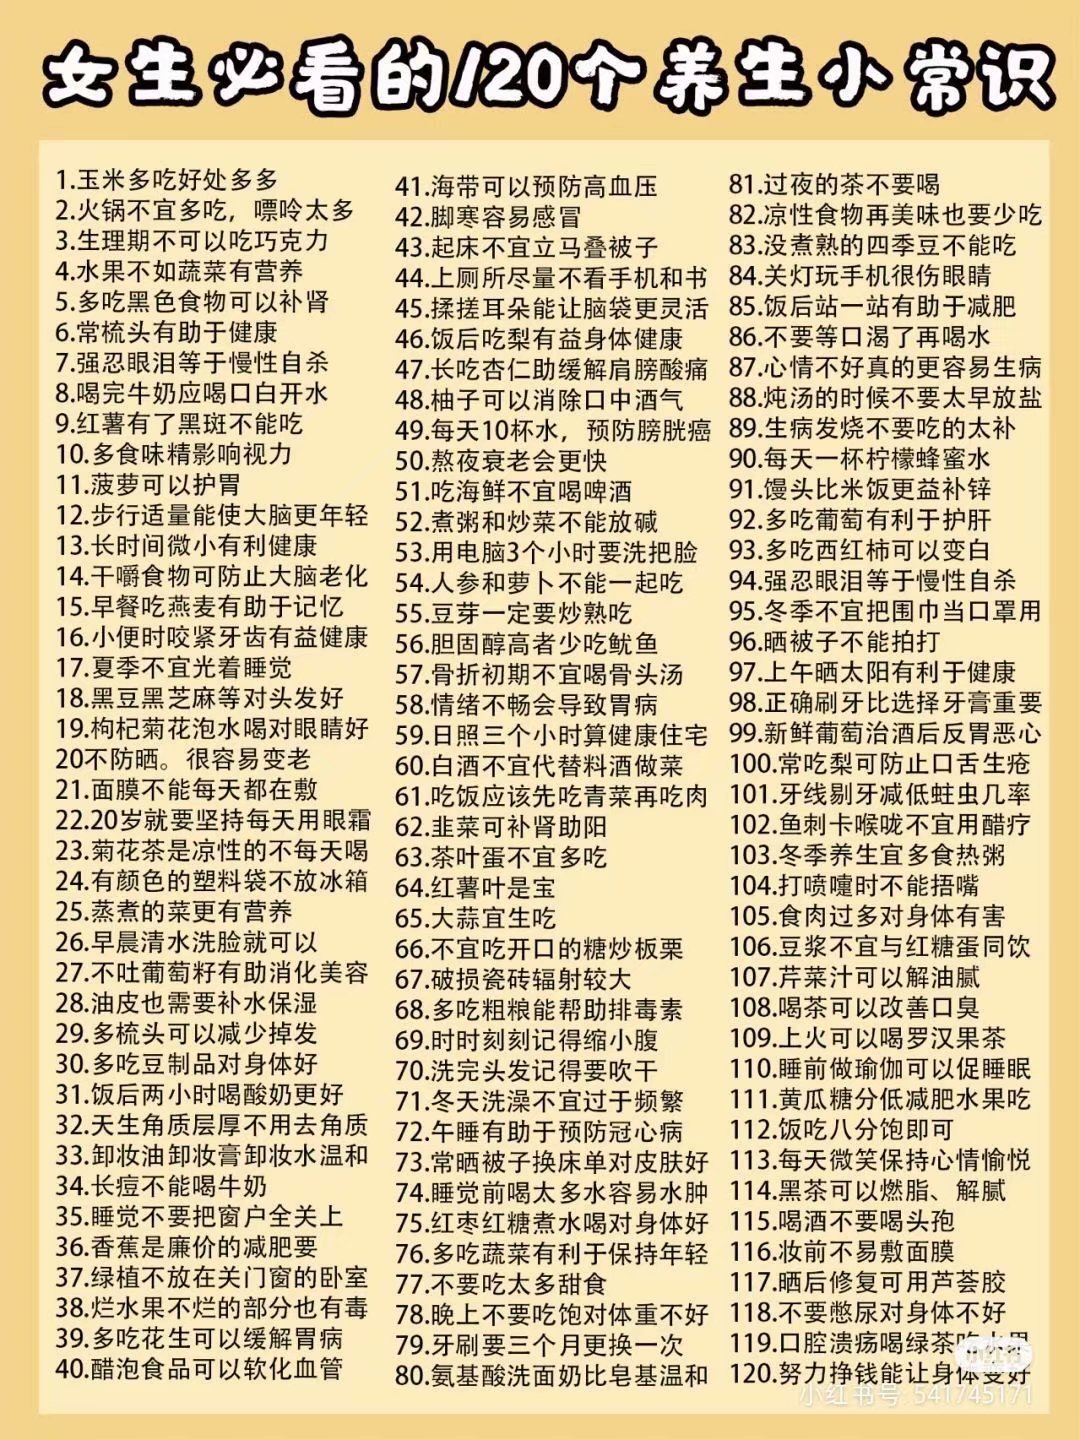 女生必看的120个养生小常识
1.玉米多吃好处多多
2.火锅不宜多吃，嘌呤太多
3.生理期不可以吃巧克力
4.水果不如蔬菜有营养
5.多吃黑色食物可以补肾
6.常梳头有助于健康
7.强忍眼泪等于慢性自杀
8.喝完牛奶应喝口白开水
9.红薯有了黑斑不能吃
10.多食味精影响视力
11.菠萝可以护胃
12.步行适量能使大脑更年轻
13.长时间微小有利健康
14.干嚼食物可防止大脑老化
15.早餐吃燕麦有助于记忆
16.小便时咬紧牙齿有益健康
17.夏季不宜光着睡觉
18.黑豆黑芝麻等对头发好
19.枸杞菊花泡水喝对眼睛好
20不防晒。很容易变老
21.面膜不能每天都在敷
22.20岁就要坚持每天用眼霜
23.菊花茶是凉性的不每天喝
24.有颜色的塑料袋不放冰箱
25.蒸煮的菜更有营养
26.早晨清水洗脸就可以
27.不吐葡萄籽有助消化美容
28.油皮也需要补水保湿
29.多梳头可以减少掉发
30.多吃豆制品对身体好
31.饭后两小时喝酸奶更好
32.天生角质层厚不用去角质
33.卸妆油卸妆膏卸妆水温和
34.长痘不能喝牛奶
35.睡觉不要把窗户全关上
36.香蕉是廉价的减肥要
37.绿植不放在关门窗的卧室
38.烂水果不烂的部分也有毒
39.多吃花生可以缓解胃病
40.醋泡食品可以软化血管
41.海带可以预防高血压
42.脚寒容易感冒
43.起床不宜立马叠被子
44.上厕所尽量不看手机和书
45.揉搓耳朵能让脑袋更灵活
46.饭后吃梨有益身体健康
47.长吃杏仁助缓解肩膀酸痛
48.柚子可以消除口中酒气
49.每天10杯水，预防膀胱癌
50.熬夜衰老会更快
51.吃海鲜不宜喝啤酒
52.煮粥和炒菜不能放碱
53.用电脑3个小时要洗把脸
54.人参和萝卜不能一起吃
55.豆芽一定要炒熟吃
56.胆固醇高者少吃鱿鱼
57.骨折初期不宜喝骨头汤
58.情绪不畅会导致胃病
59.日照三个小时算健康住宅
60.白酒不宜代替料酒做菜
61.吃饭应该先吃青菜再吃肉
62.韭菜可补肾助阳
63.茶叶蛋不宜多吃
64.红薯叶是宝
65.大蒜宜生吃
66.不宜吃开口的糖炒板栗
67.破损瓷砖辐射较大
68.多吃粗粮能帮助排毒素
69.时时刻刻记得缩小腹
70.洗完头发记得要吹干
71.冬天洗澡不宜过于频繁
72.午睡有助于预防冠心病
73.常晒被子换床单对皮肤好
74.睡觉前喝太多水容易水肿
75.红枣红糖煮水喝对身体好
76.多吃蔬菜有利于保持年轻
77.不要吃太多甜食
78.晚上不要吃饱对体重不好
79.牙刷要三个月更换一次
80.氨基酸洗面奶比皂基温和
81.过夜的茶不要喝
82.凉性食物再美味也要少吃
83.没煮熟的四季豆不能吃
84.关灯玩手机很伤眼睛
85.饭后站一站有助于减肥
86.不要等口渴了再喝水
87.心情不好真的更容易生病
88.炖汤的时候不要太早放盐
89.生病发烧不要吃的太补
90.每天一杯柠檬蜂蜜水
91.馒头比米饭更益补锌
92.多吃葡萄有利于护肝
93.多吃西红柿可以变白
94.强忍眼泪等于慢性自杀
95.冬季不宜把围巾当口罩用
96.晒被子不能拍打
97.上午晒太阳有利于健康
98.正确刷牙比选择牙膏重要
99.新鲜葡萄治酒后反胃恶心
100.常吃梨可防止口舌生疮
101.牙线剔牙减低蛀虫几率
102.鱼刺卡喉咙不宜用醋疗
103.冬季养生宜多食热粥
104.打喷嚏时不能捂嘴
105.食肉过多对身体有害
106.豆浆不宜与红糖蛋同饮
107.芹菜汁可以解油腻
108.喝茶可以改善口臭
109.上火可以喝罗汉果茶
110.睡前做瑜伽可以促睡眠
111.黄瓜糖分低减肥水果吃
112.饭吃八分饱即可
113.每天微笑保持心情愉悦
114.黑茶可以燃脂、解腻
115.喝酒不要喝头孢
116.妆前不易敷面膜
117.晒后修复可用芦荟胶
118.不要憋尿对身体不好
119.口腔溃疡喝绿茶吃水果
120.努力挣钱能让身体变好
小红书
小红书号: 541745171